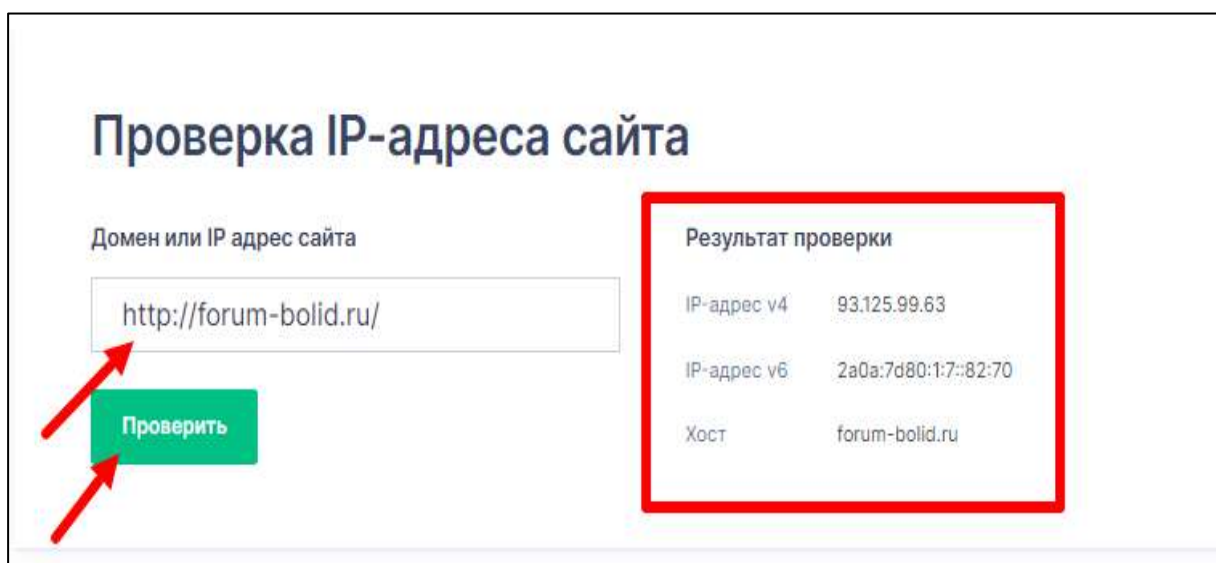 Проверка IP-адреса сайта
Домен или IP адрес сайта
http://forum-bolid.ru/
Проверить
Результат проверки
IP-адрес v4 93.125.99.63
IP-адрес v6 2a0a:7d80:1:7::82:70
Хост forum-bolid.ru